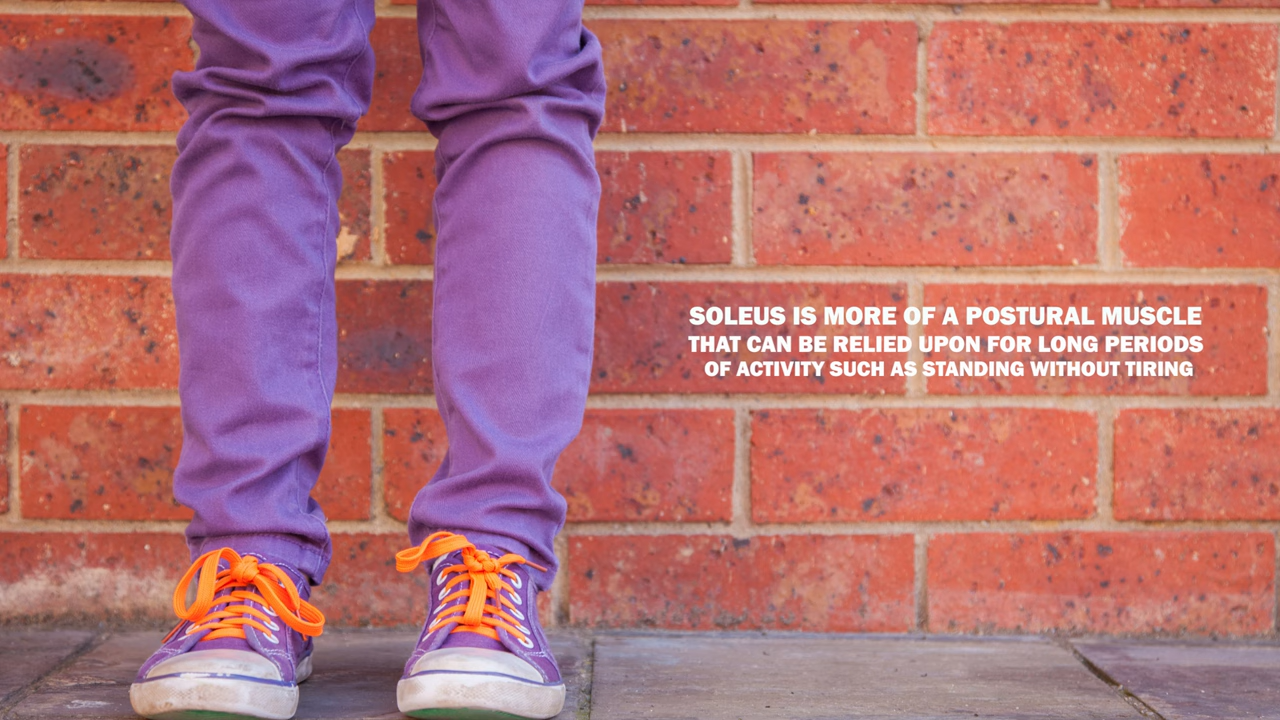 SOLEUS IS MORE OF A POSTURAL MUSCLE
THAT CAN BE RELIED UPON FOR LONG PERIODS
OF ACTIVITY SUCH AS STANDING WITHOUT TIRING